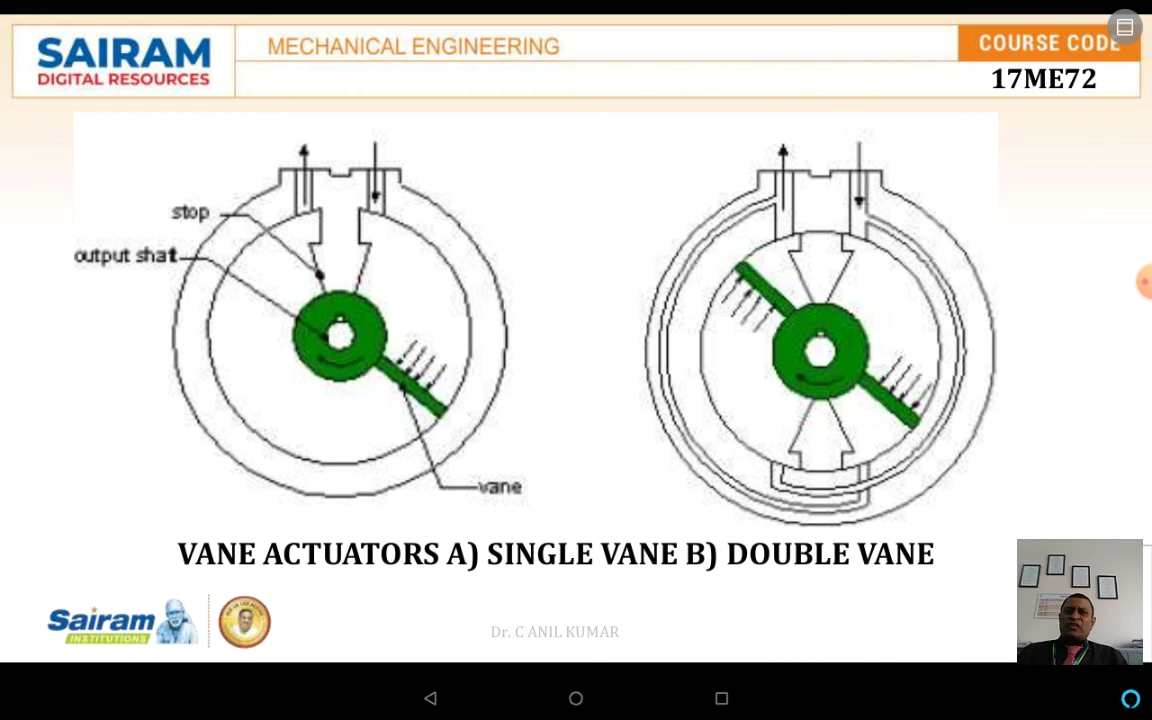 SAIRAM
DIGITAL RESOURCES
MECHANICAL ENGINEERING
COURSE CODE
17ME72
stop
output shaft
vane
VANE ACTUATORS A) SINGLE VANE B) DOUBLE VANE
Sairam
INSTITUTIONS
Dr. C ANIL KUMAR